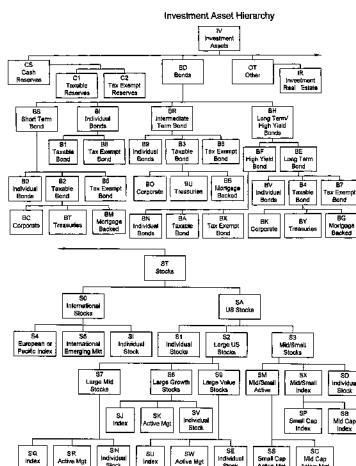 Investment Asset Hierarchy
IV
Investment
Assets
CS
Cash
Reserves
BD
Bonds
OT
Other
IR
Investment
Real Estate
C1
Taxable
Reserves
C2
Tax Exempt
Reserves
BS
Short Term
Bond
BI
Individual
Bonds
BR
Intermediate
Term Bond
BH
Long Term/
High Yield
Bonds
B1
Taxable
Bond
B8
Tax Exempt
Bond
B9
Individual
Bonds
B3
Taxable
Bond
B6
Tax Exempt
Bond
BF
High Yield
Bond
BE
Long Term
Bond
Individual
Bonds
B2
Taxable
Bond
B5
Tax Exempt
Bond
BO
Corporate
BU
Treasuries
Mortgage
Backed
BV
Individual
Bonds
B4
Taxable
Bond
B7
Tax Exempt
Bond
BC
Corporate
BT
Treasuries
BM
Mortgage
Backed
BN
Individual
Bonds
BA
Taxable
Bond
BX
Tax Exempt
Bond
BK
Corporate
BY
Treasuries
BG
Mortgage
Backed
ST
Stocks
International
Stocks
SA
US Stocks
S4
European or
Pacific Index
S5
International
Emerging Mkt
SI
Individual
Stock
S1
Individual
Stocks
S2
Large US
Stocks
S3
Mid/Small
Stocks
S7
Large Mid
Stocks
Large Growth
Stocks
Large Value
Stocks
SM
Mid/Small
Active
SX
Mid/Small
Index
SD
Individual
Stock
SJ
Index
SK
Active Mgt
SV
Individual
Stock
SP
Small Cap
Index
SB
Mid Cap
Index
SQ
Index
SR
Active Mgt
SN
Individual
Stock
SU
Index
SW
Active Mgt
SE
Individual
Stock
SS
Small Cap
Active Mgt
SC
Mid Cap
Active Mgt